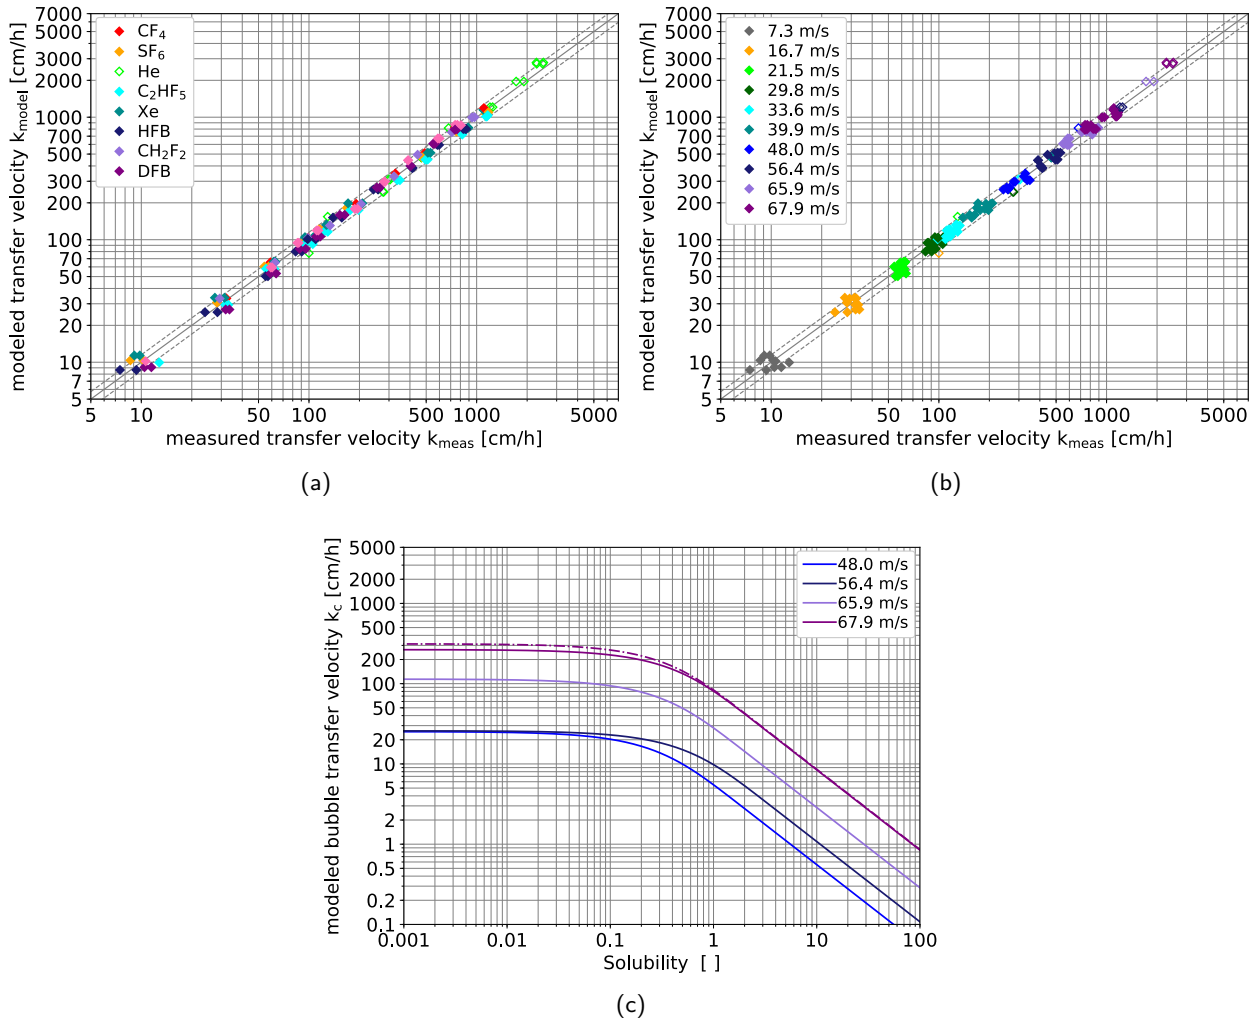 7000
5000
3000
2000
1000
700
500
300
200
100
70
50
30
20
10
7
5
modeled transfer velocity k_model [cm/h]
CF₄
SF₆
He
C₂HF₅
Xe
HFB
CH₂F₂
DFB
5 10 50 100 500 1000 5000
measured transfer velocity k_meas [cm/h]
(a)
7000
5000
3000
2000
1000
700
500
300
200
100
70
50
30
20
10
7
5
modeled transfer velocity k_model [cm/h]
7.3 m/s
16.7 m/s
21.5 m/s
29.8 m/s
33.6 m/s
39.9 m/s
48.0 m/s
56.4 m/s
65.9 m/s
67.9 m/s
5 10 50 100 500 1000 5000
measured transfer velocity k_meas [cm/h]
(b)
5000
2000
1000
500
200
100
50
20
10
5
2
1
0.5
0.2
0.1
modeled bubble transfer velocity k_c [cm/h]
48.0 m/s
56.4 m/s
65.9 m/s
67.9 m/s
0.001 0.01 0.1 1 10 100
Solubility [ ]
(c)